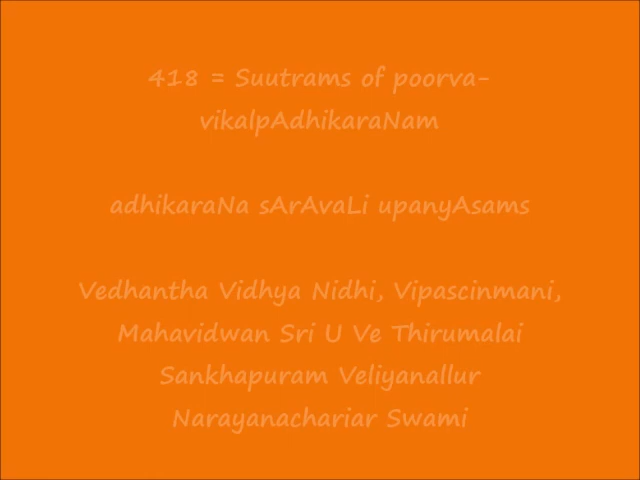 418 = Suutrams of poorva-
vikalpAdhikaraNam
adhikaraNa sArAvaLi upanyAsams
Vedhantha Vidhya Nidhi, Vipascinmani,
Mahavidwan Sri U Ve Thirumalai
Sankhapuram Veliyanallur
Narayanachariar Swami